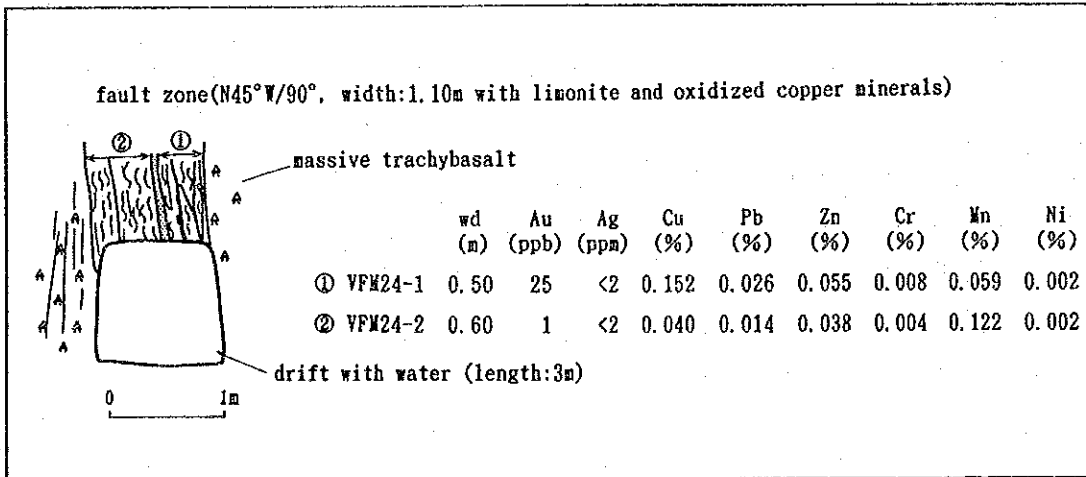 fault zone(N45°W/90°, width:1.10m with limonite and oxidized copper minerals)
② ①
massive trachybasalt
wd Au Ag Cu Pb Zn Cr Mn Ni
(m) (ppb) (ppm) (%) (%) (%) (%) (%) (%)
① VFM24-1 0.50 25 <2 0.152 0.026 0.055 0.008 0.059 0.002
② VFM24-2 0.60 1 <2 0.040 0.014 0.038 0.004 0.122 0.002
drift with water (length:3m)
0 1m